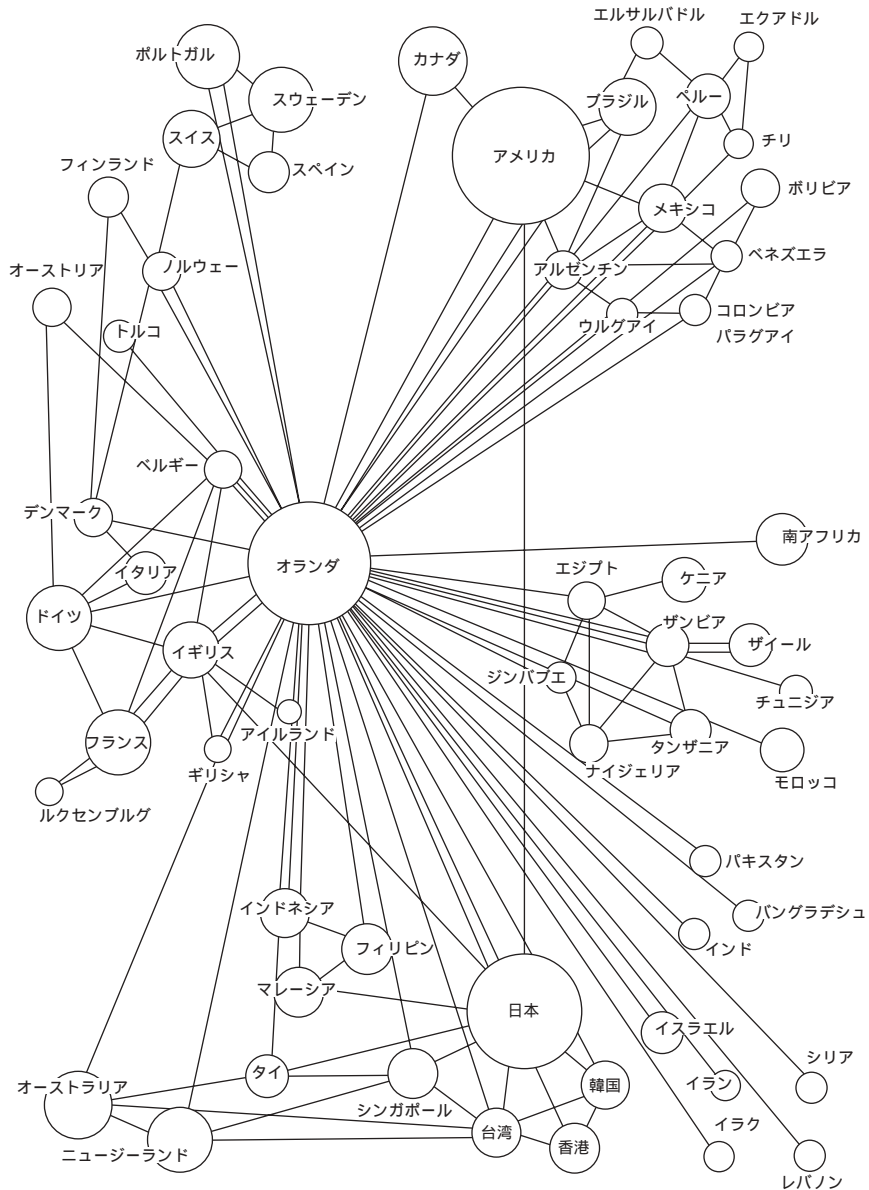 エルサルバドル
エクアドル
ポルトガル
カナダ
スウェーデン
ブラジル
ペルー
スイス
チリ
アメリカ
フィンランド
スペイン
ボリビア
メキシコ
ノルウェー
ベネズエラ
オーストリア
アルゼンチン
コロンビア
トルコ
ウルグアイ
パラグアイ
ベルギー
デンマーク
南アフリカ
オランダ
エジプト
イタリア
ケニア
ドイツ
ザンビア
イギリス
ザイール
ジンバブエ
チュニジア
アイルランド
フランス
タンザニア
ギリシャ
ナイジェリア
モロッコ
ルクセンブルグ
パキスタン
インドネシア
バングラデシュ
フィリピン
インド
マレーシア
日本
イスラエル
シリア
タイ
オーストラリア
韓国
イラン
シンガポール
イラク
台湾
香港
ニュージーランド
レバノン